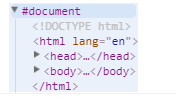 #document
<!DOCTYPE html>
<html lang="en">
<head>…</head>
<body>…</body>
</html>